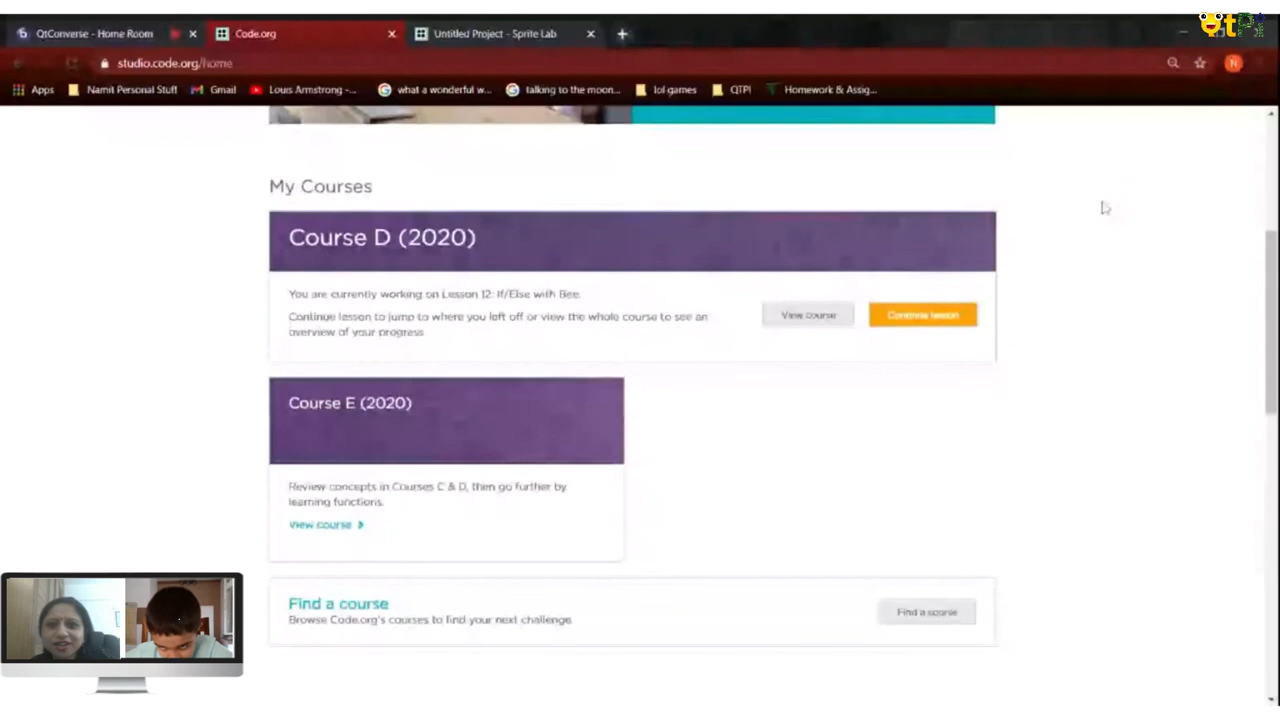 QtPi
QtConverse - Home Room
Code.org
Untitled Project - Sprite Lab
studio.code.org/home
N
Apps
Namit Personal Stuff
Gmail
Louis Armstrong -...
what a wonderful w...
talking to the moon...
lol games
QTPI
Homework & Assig...
My Courses
Course D (2020)
You are currently working on Lesson 12: If/Else with Bee.
Continue lesson to jump to where you left off or view the whole course to see an
overview of your progress
View course
Continue lesson
Course E (2020)
Review concepts in Courses C & D, then go further by
learning functions.
View course
Find a course
Browse Code.org's courses to find your next challenge
Find a course